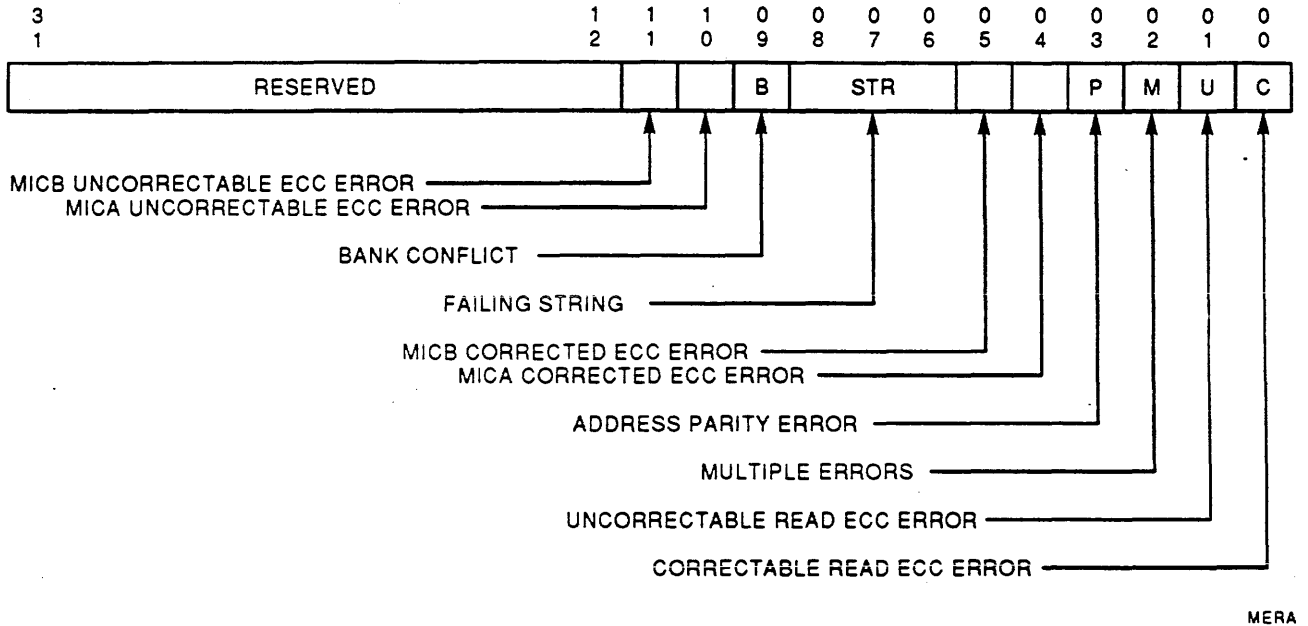 3 1 1 1 0 0 0 0 0 0 0 0 0 0
1 2 1 0 9 8 7 6 5 4 3 2 1 0
RESERVED B STR P M U C
MICB UNCORRECTABLE ECC ERROR
MICA UNCORRECTABLE ECC ERROR
BANK CONFLICT
FAILING STRING
MICB CORRECTED ECC ERROR
MICA CORRECTED ECC ERROR
ADDRESS PARITY ERROR
MULTIPLE ERRORS
UNCORRECTABLE READ ECC ERROR
CORRECTABLE READ ECC ERROR
MERA